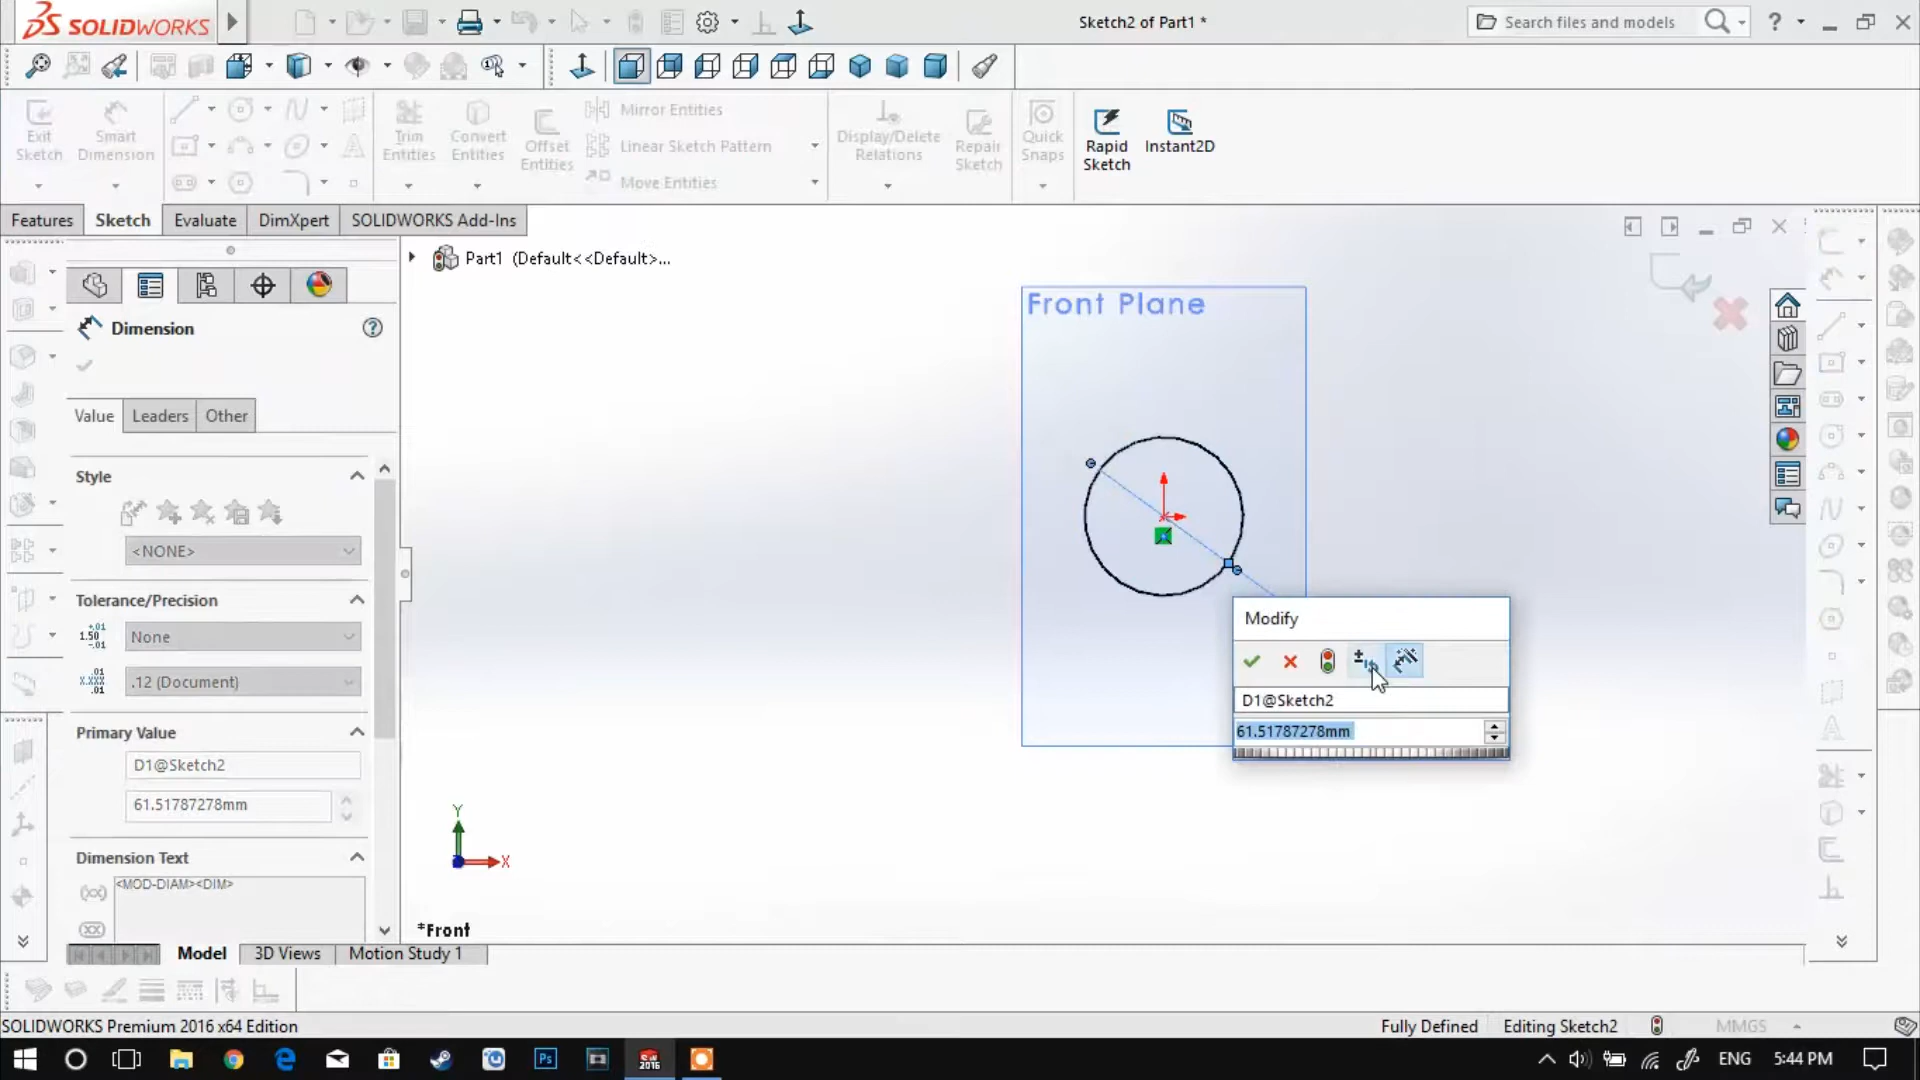 SOLIDWORKS
Sketch2 of Part1 *
Search files and models
?
Exit Sketch
Smart Dimension
Trim Entities
Convert Entities
Offset Entities
Mirror Entities
Linear Sketch Pattern
Move Entities
Display/Delete Relations
Repair Sketch
Quick Snaps
Rapid Sketch
Instant2D
Features
Sketch
Evaluate
DimXpert
SOLIDWORKS Add-Ins
Part1 (Default<<Default>...
Dimension
?
Value
Leaders
Other
Style
<NONE>
Tolerance/Precision
None
.12 (Document)
Primary Value
D1@Sketch2
61.51787278mm
Dimension Text
<MOD-DIAM><DIM>
Front Plane
Modify
D1@Sketch2
61.51787278mm
Y
X
*Front
Model
3D Views
Motion Study 1
SOLIDWORKS Premium 2016 x64 Edition
Fully Defined
Editing Sketch2
MMGS
ENG
5:44 PM